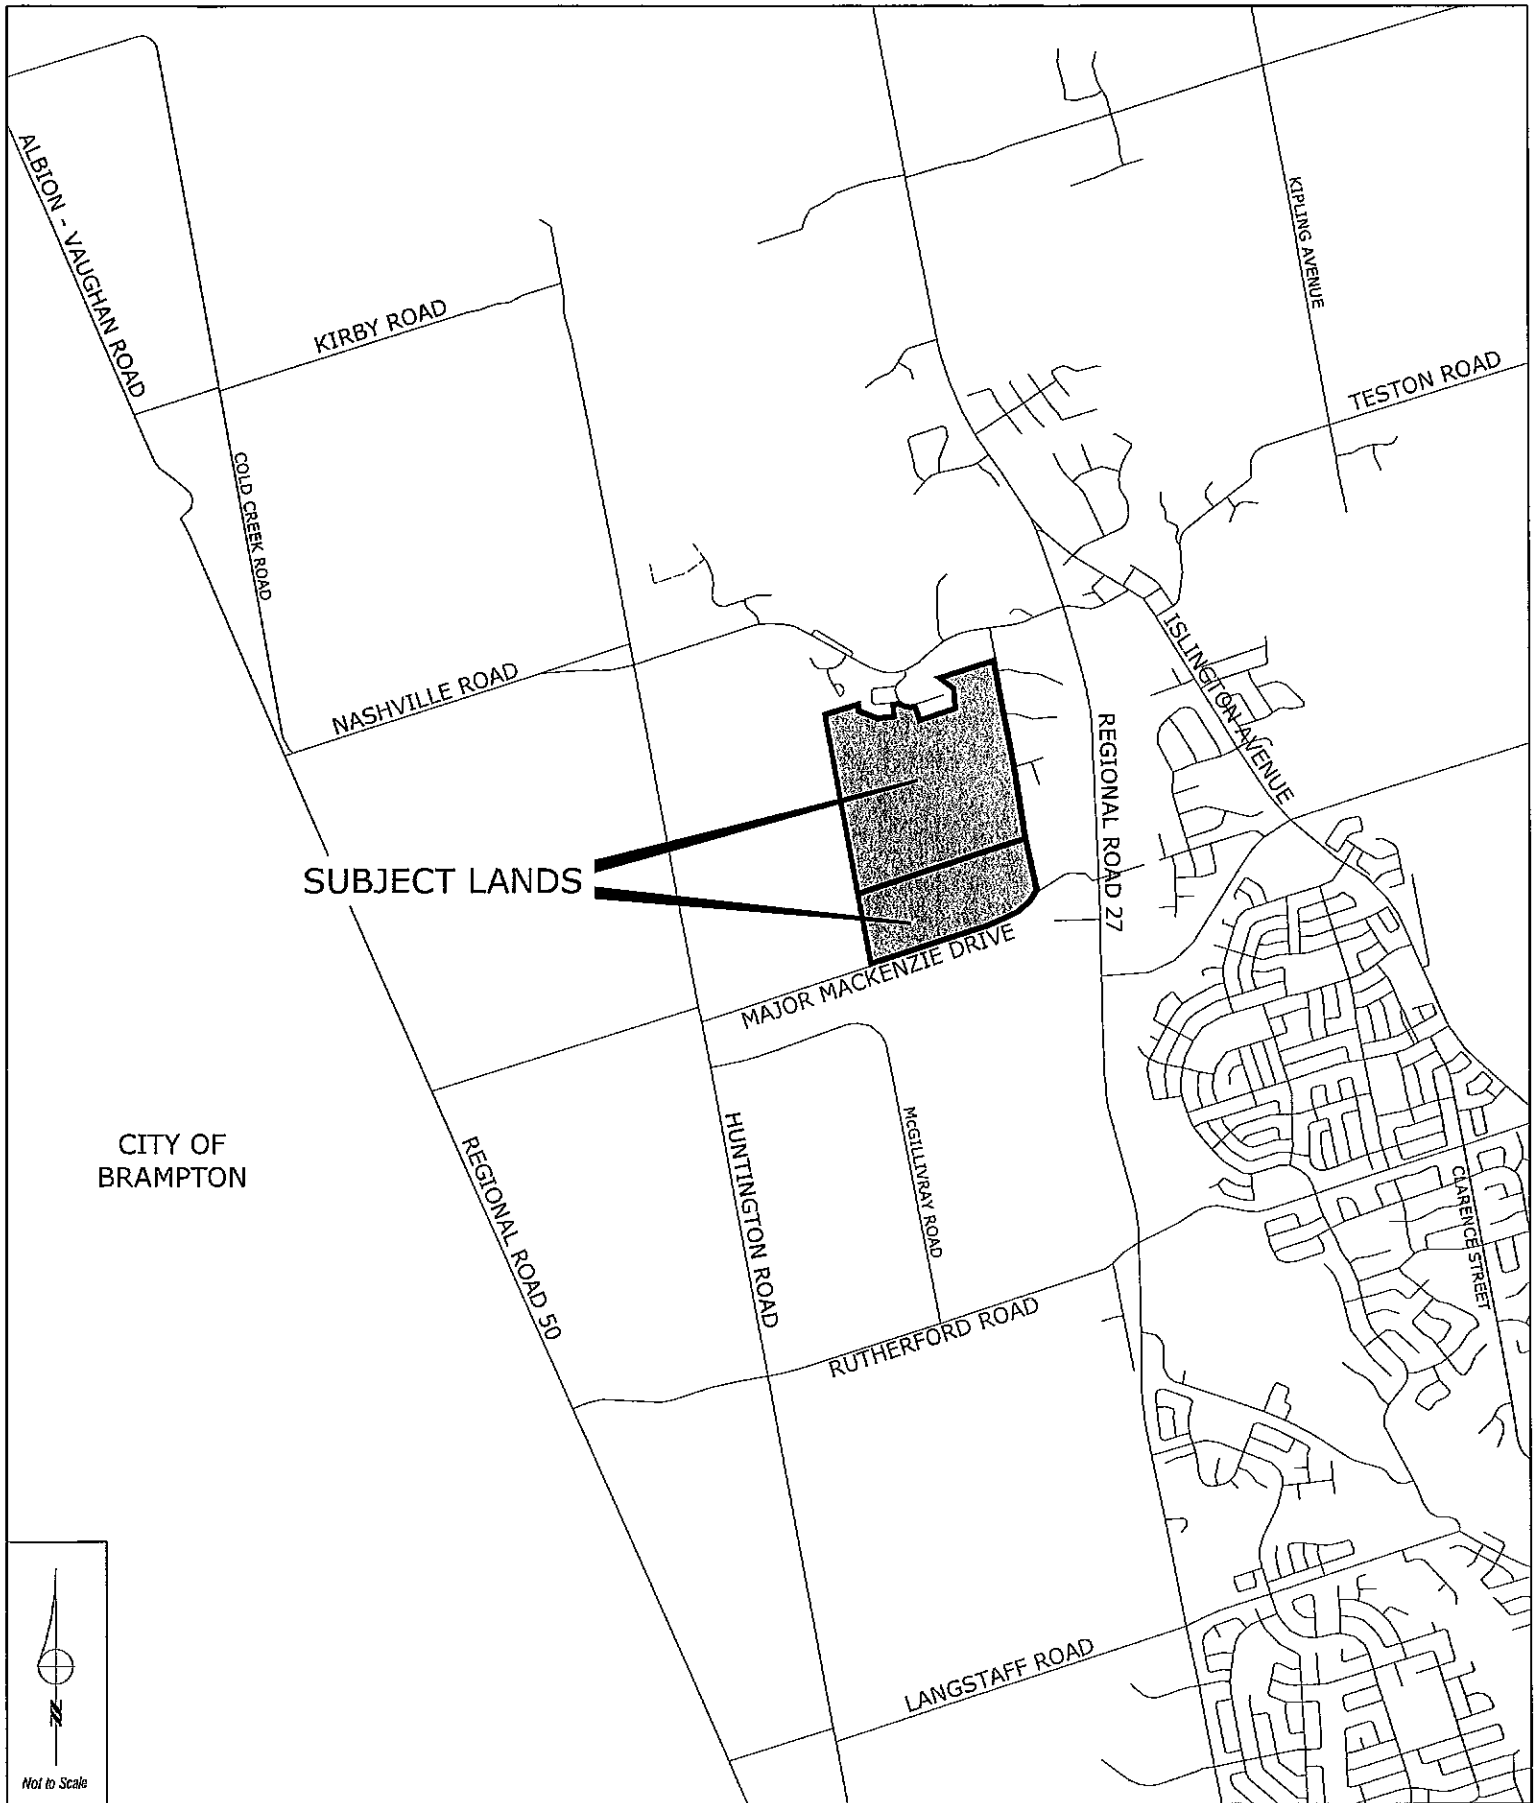 ALBION - VAUGHAN ROAD
KIPLING AVENUE
KIRBY ROAD
TESTON ROAD
COLD CREEK ROAD
ISLINGTON AVENUE
NASHVILLE ROAD
REGIONAL ROAD 27
SUBJECT LANDS
MAJOR MACKENZIE DRIVE
CITY OF
BRAMPTON
REGIONAL ROAD 50
HUNTINGTON ROAD
McGILLIVRAY ROAD
CLARENCE STREET
RUTHERFORD ROAD
LANGSTAFF ROAD
N
Not to Scale